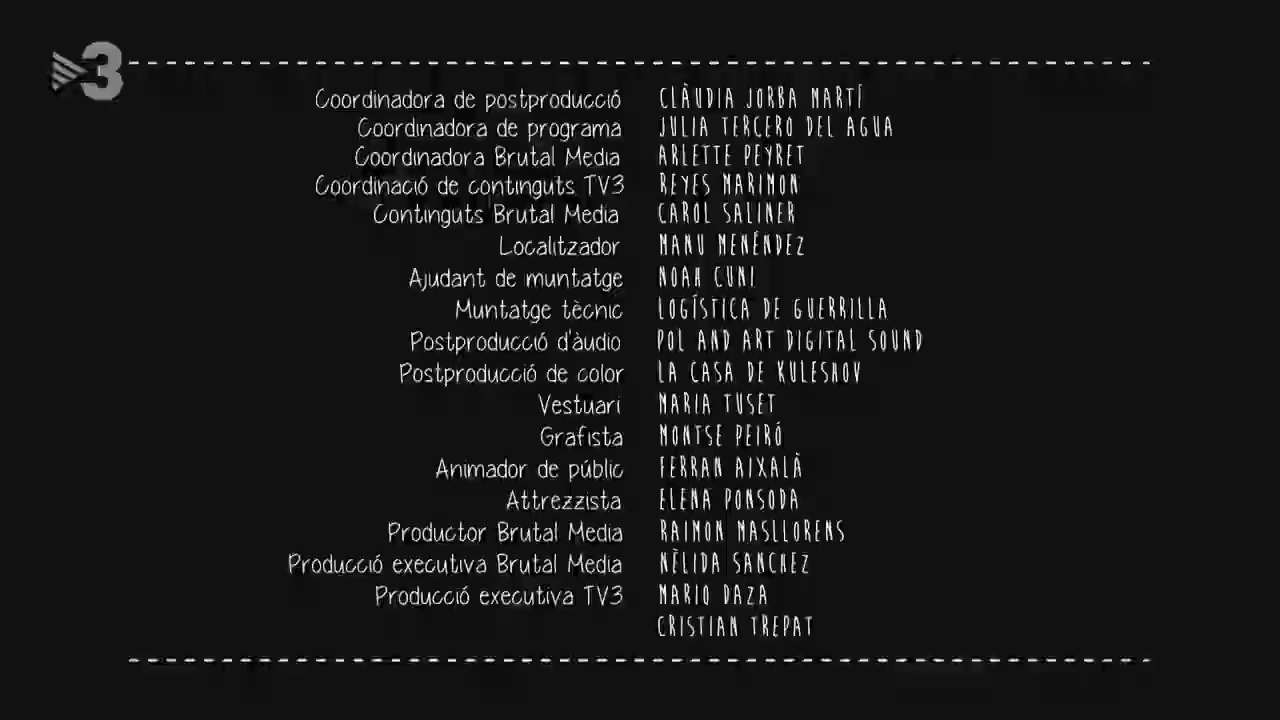 3
Coordinadora de postproducció CLÀUDIA JORBA MARTÍ
Coordinadora de programa JULIA TERCERO DEL AGUA
Coordinadora Brutal Media ARLETTE PEYRET
Coordinació de continguts TV3 REYES MARIMON
Continguts Brutal Media CAROL SALINER
Localitzador MANU MENÉNDEZ
Ajudant de muntatge NOAH CUNI
Muntatge tècnic LOGÍSTICA DE GUERRILLA
Postproducció d'àudio POL AND ART DIGITAL SOUND
Postproducció de color LA CASA DE KULESHOV
Vestuari MARIA TUSET
Grafista MONTSE PEIRÓ
Animador de públic FERRAN AIXALÀ
Attrezzista ELENA PONSODA
Productor Brutal Media RAIMON MASLLORENS
Producció executiva Brutal Media NÈLIDA SANCHEZ
Producció executiva TV3 MARIO DAZA
CRISTIAN TREPAT